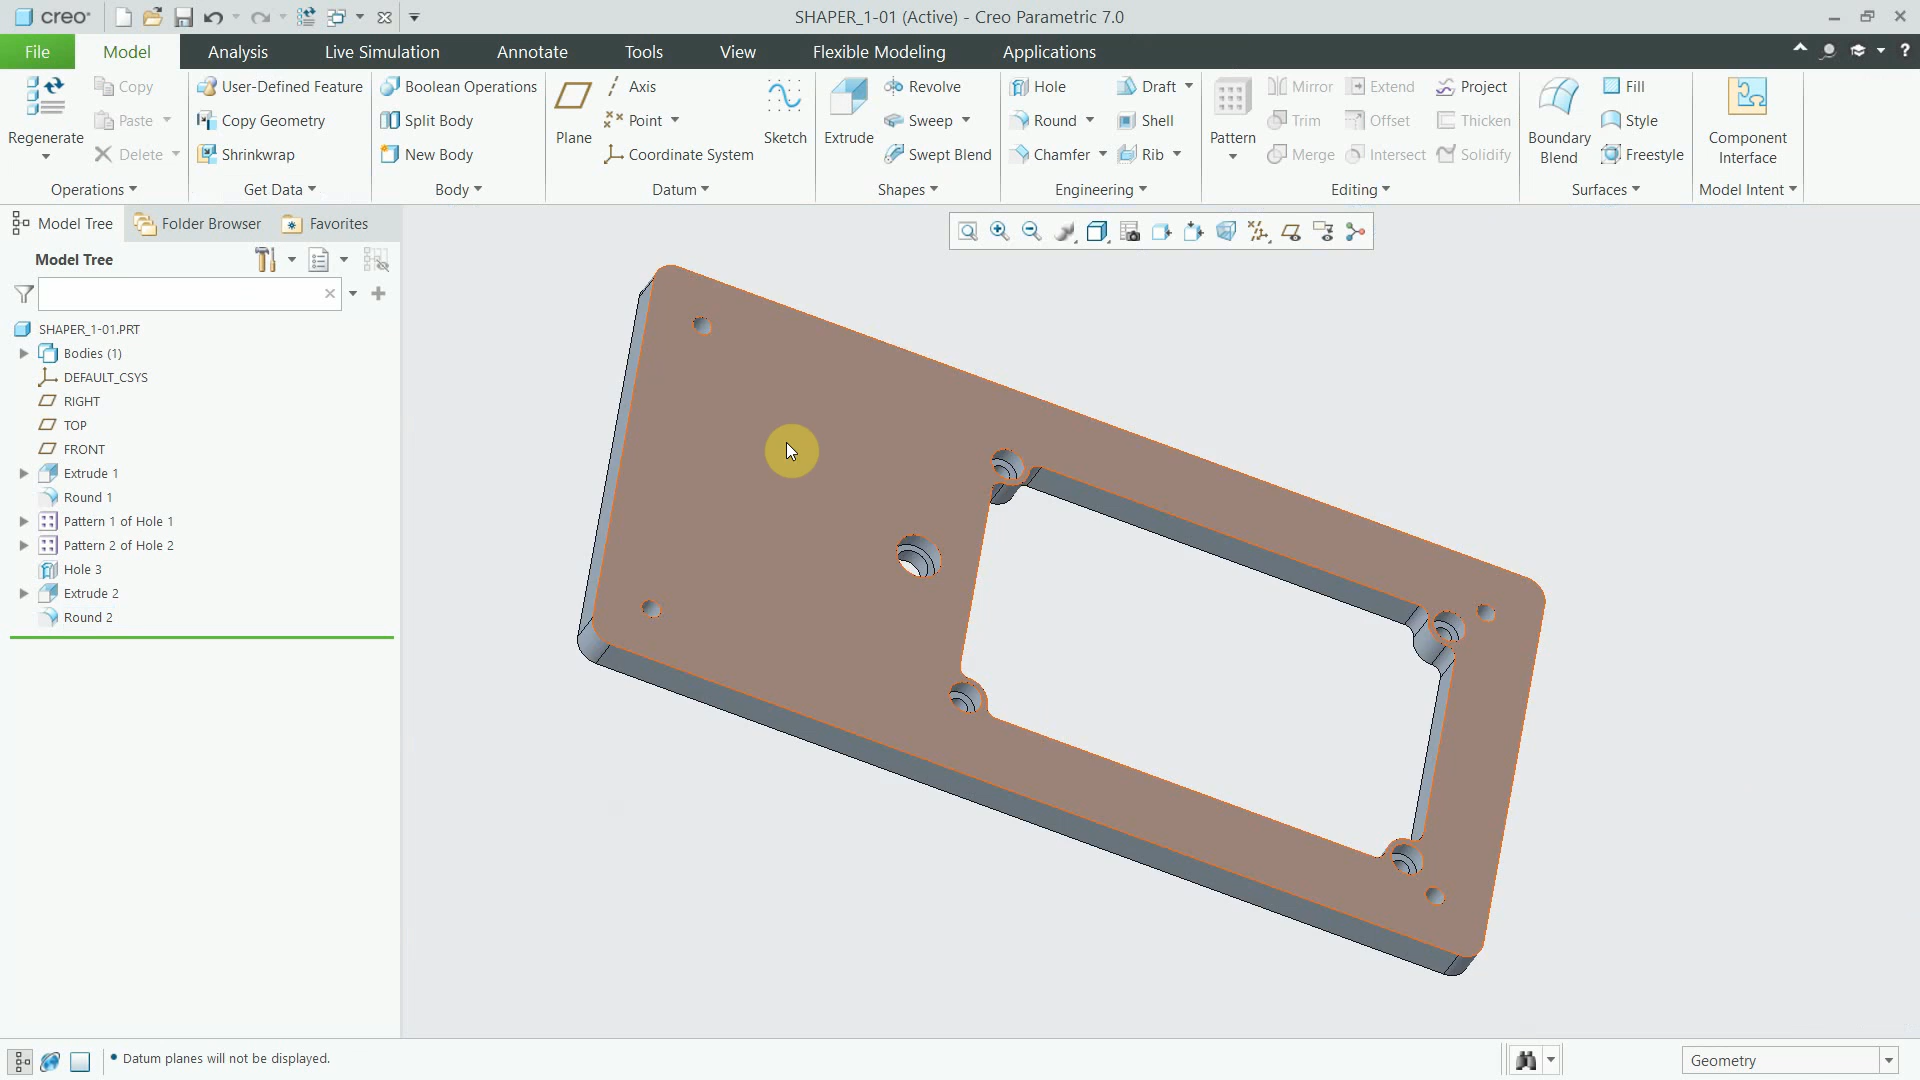 creo
SHAPER_1-01 (Active) - Creo Parametric 7.0
File Model Analysis Live Simulation Annotate Tools View Flexible Modeling Applications
Regenerate Copy Paste Delete
Operations
User-Defined Feature
Copy Geometry
Shrinkwrap
Get Data
Boolean Operations
Split Body
New Body
Body
Plane Axis Point Coordinate System Sketch
Datum
Extrude Revolve Sweep Swept Blend
Shapes
Hole Draft
Round Shell
Chamfer Rib
Engineering
Pattern Mirror Extend Project
Trim Offset Thicken
Merge Intersect Solidify
Editing
Boundary Blend Fill Style Freestyle
Surfaces
Component Interface
Model Intent
Model Tree Folder Browser Favorites
Model Tree
SHAPER_1-01.PRT
Bodies (1)
DEFAULT_CSYS
RIGHT
TOP
FRONT
Extrude 1
Round 1
Pattern 1 of Hole 1
Pattern 2 of Hole 2
Hole 3
Extrude 2
Round 2
• Datum planes will not be displayed.
Geometry